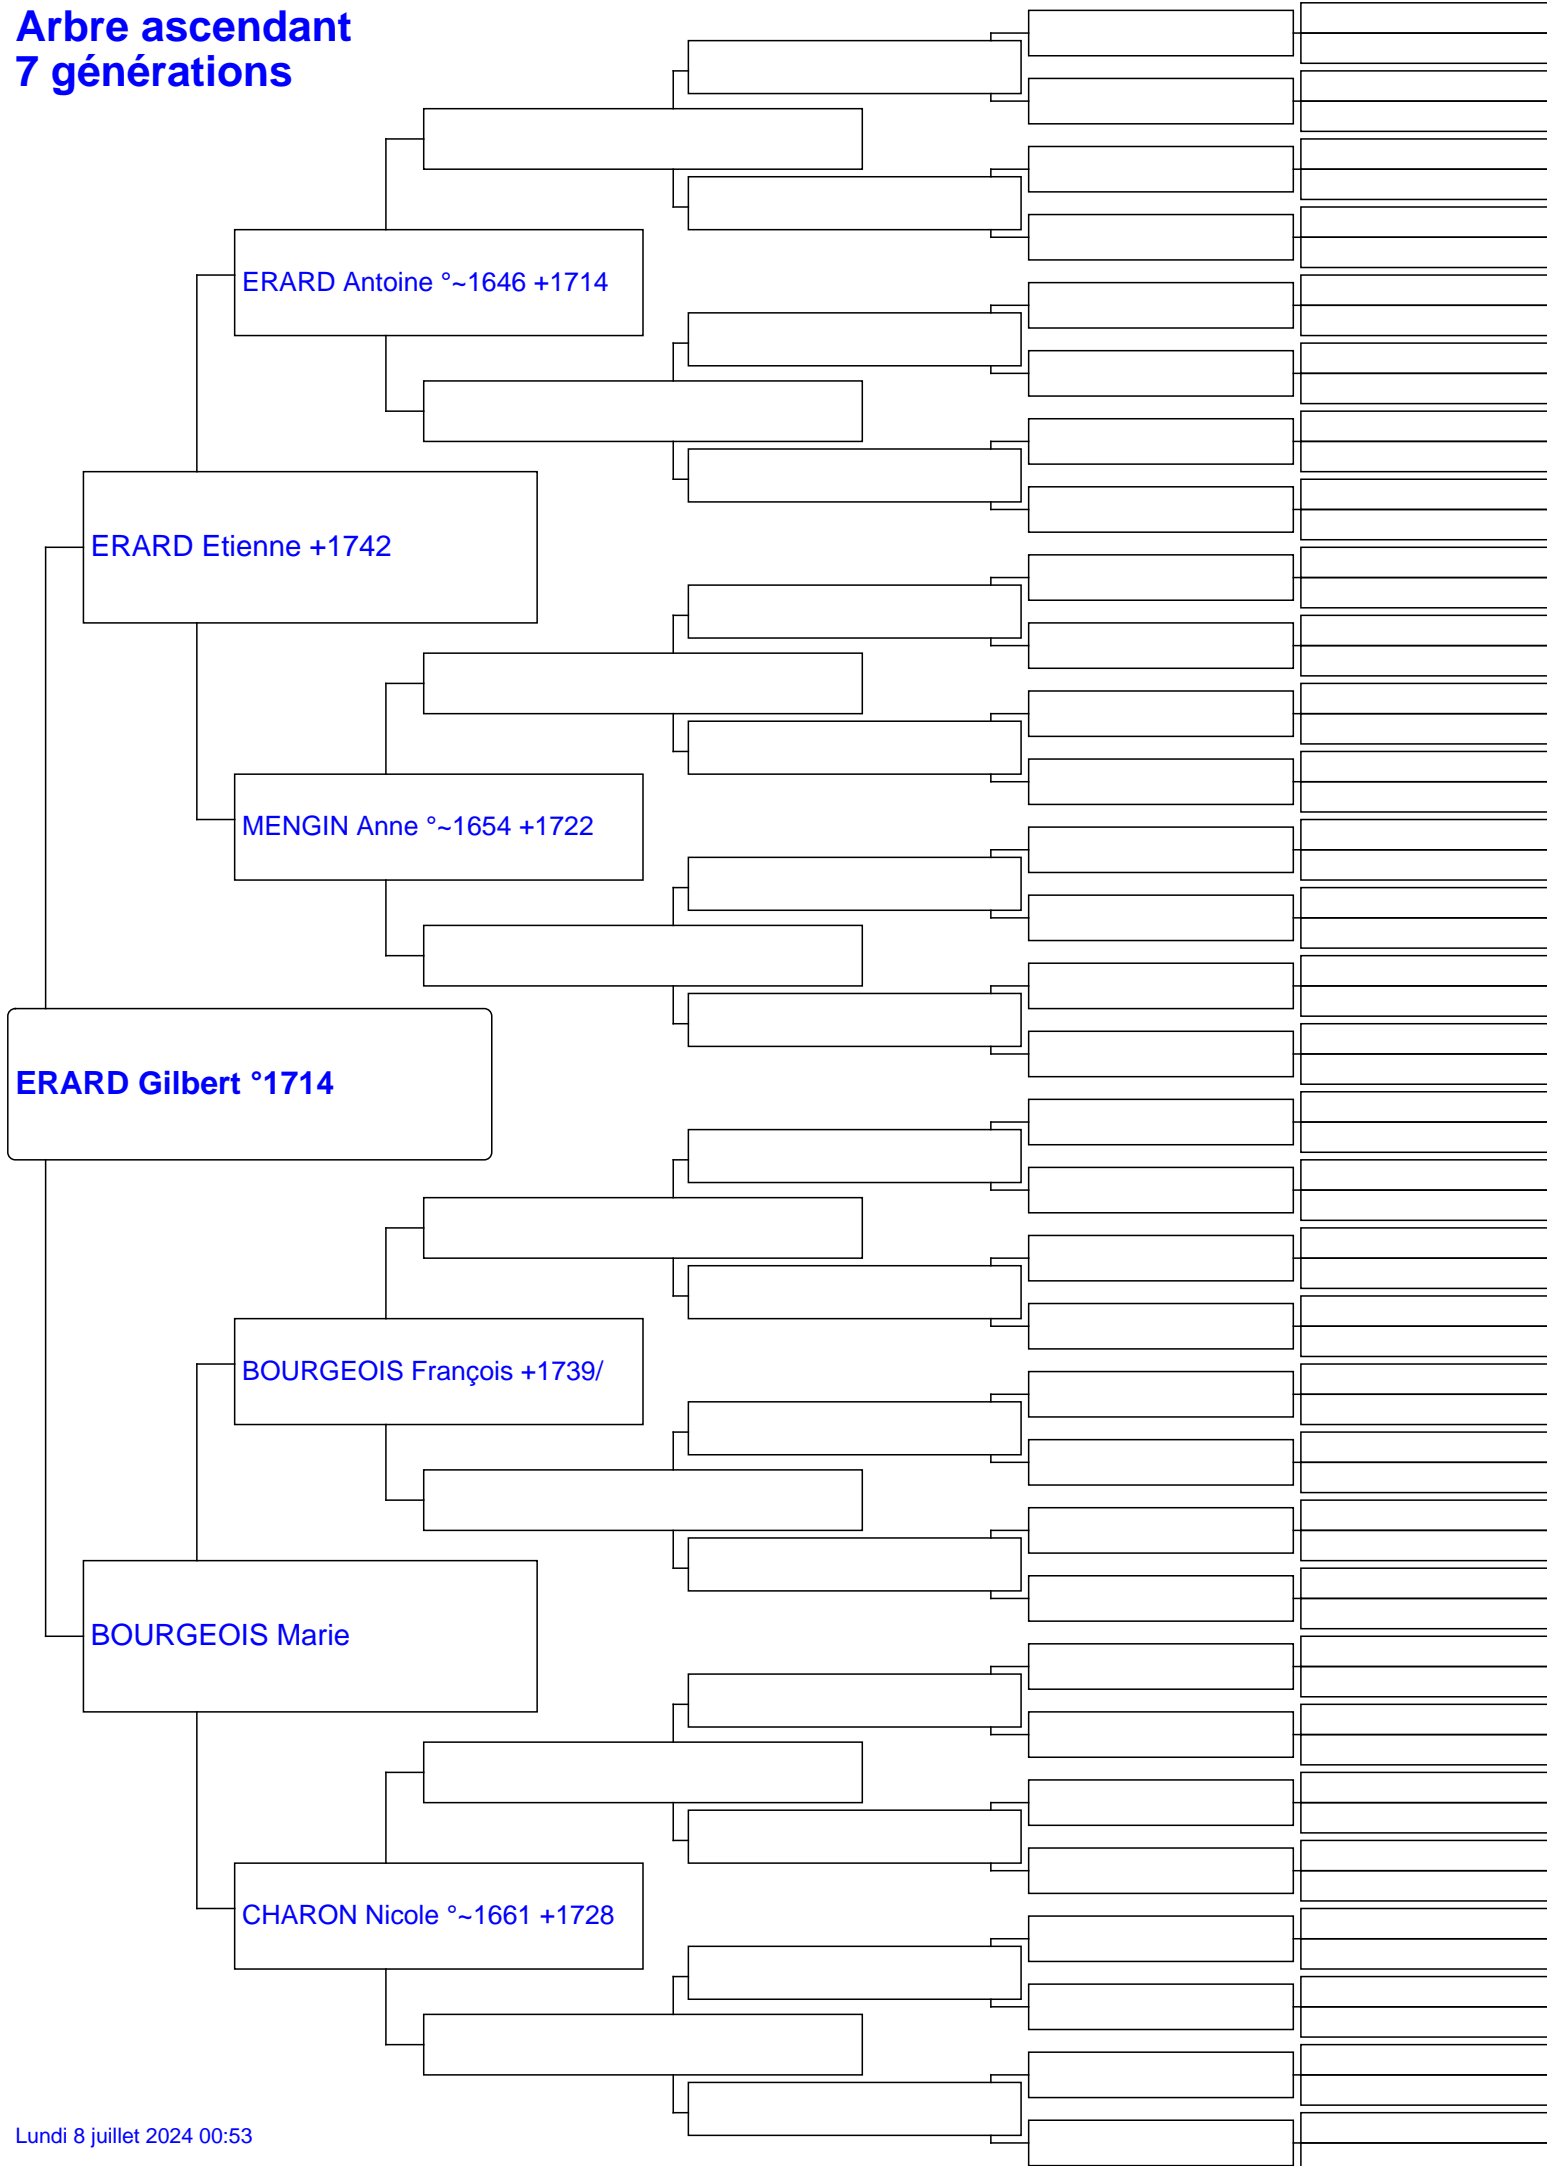 Arbre ascendant
7 générations
ERARD Antoine °~1646 +1714
ERARD Etienne +1742
MENGIN Anne °~1654 +1722
ERARD Gilbert °1714
BOURGEOIS François +1739/
BOURGEOIS Marie
CHARON Nicole °~1661 +1728
Lundi 8 juillet 2024 00:53